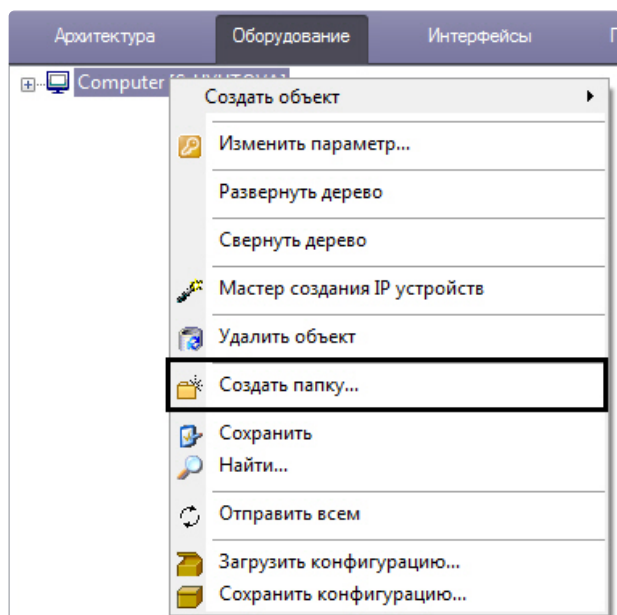 Архитектура Оборудование Интерфейсы
Computer
Создать объект
Изменить параметр...
Развернуть дерево
Свернуть дерево
Мастер создания IP устройств
Удалить объект
Создать папку...
Сохранить
Найти...
Отправить всем
Загрузить конфигурацию...
Сохранить конфигурацию...